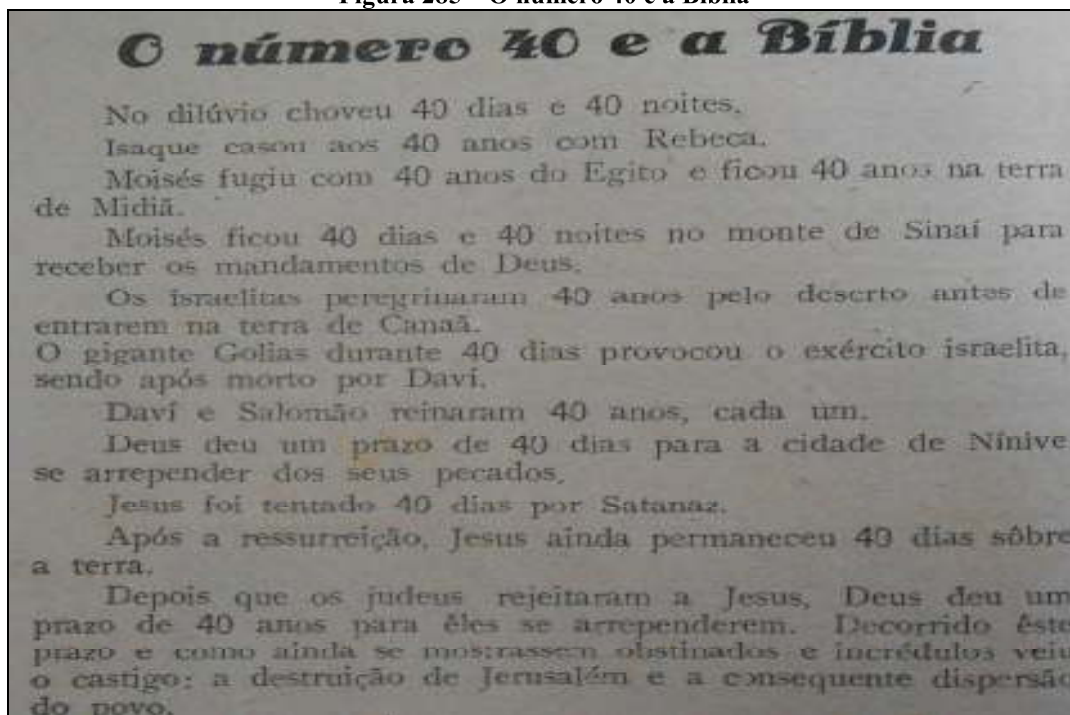 Figura 285 – O número 40 e a Bíblia
O número 40 e a Bíblia
No dilúvio choveu 40 dias e 40 noites.
Isaque casou aos 40 anos com Rebeca.
Moisés fugiu com 40 anos do Egito e ficou 40 anos na terra
de Midiã.
Moisés ficou 40 dias e 40 noites no monte de Sinaí para
receber os mandamentos de Deus.
Os israelitas peregrinaram 40 anos pelo deserto antes de
entrarem na terra de Canaã.
O gigante Golias durante 40 dias provocou o exército israelita,
sendo após morto por Daví.
Daví e Salomão reinaram 40 anos, cada um.
Deus deu um prazo de 40 dias para a cidade de Nínive
se arrepender dos seus pecados.
Jesus foi tentado 40 dias por Satanaz.
Após a ressurreição, Jesus ainda permaneceu 40 dias sôbre
a terra.
Depois que os judeus rejeitaram a Jesus, Deus deu um
prazo de 40 anos para êles se arrependerem. Decorrido êste
prazo e como ainda se mostrassem obstinados e incrédulos veiu
o castigo: a destruição de Jerusalém e a consequente dispersão
do povo.